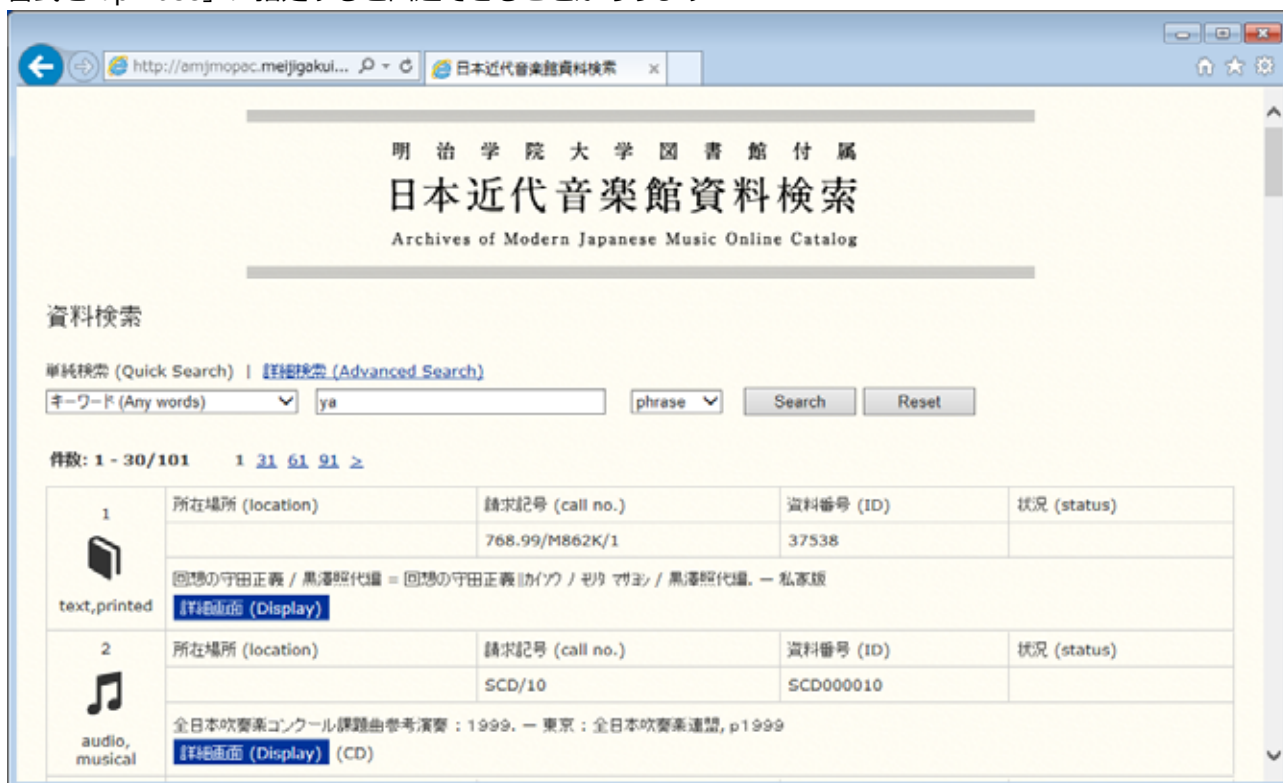 http://amjmopac.meijigakui...
日本近代音楽館資料検索
明治学院大学図書館付属
日本近代音楽館資料検索
Archives of Modern Japanese Music Online Catalog
資料検索
単純検索 (Quick Search) | 詳細検索 (Advanced Search)
キーワード (Any words) ya phrase Search Reset
件数: 1 - 30/101 1 31 61 91 >
1 所在場所 (location) 請求記号 (call no.) 資料番号 (ID) 状況 (status)
768.99/M862K/1 37538
回想の守田正義 / 黒澤照代編 = 回想の守田正義||カイソウ ノ モリタ マサヨシ / 黒澤照代編. — 私家版
text,printed 詳細画面 (Display)
2 所在場所 (location) 請求記号 (call no.) 資料番号 (ID) 状況 (status)
SCD/10 SCD000010
全日本吹奏楽コンクール課題曲参考演奏 : 1999. — 東京 : 全日本吹奏楽連盟, p1999
audio, musical 詳細画面 (Display) (CD)